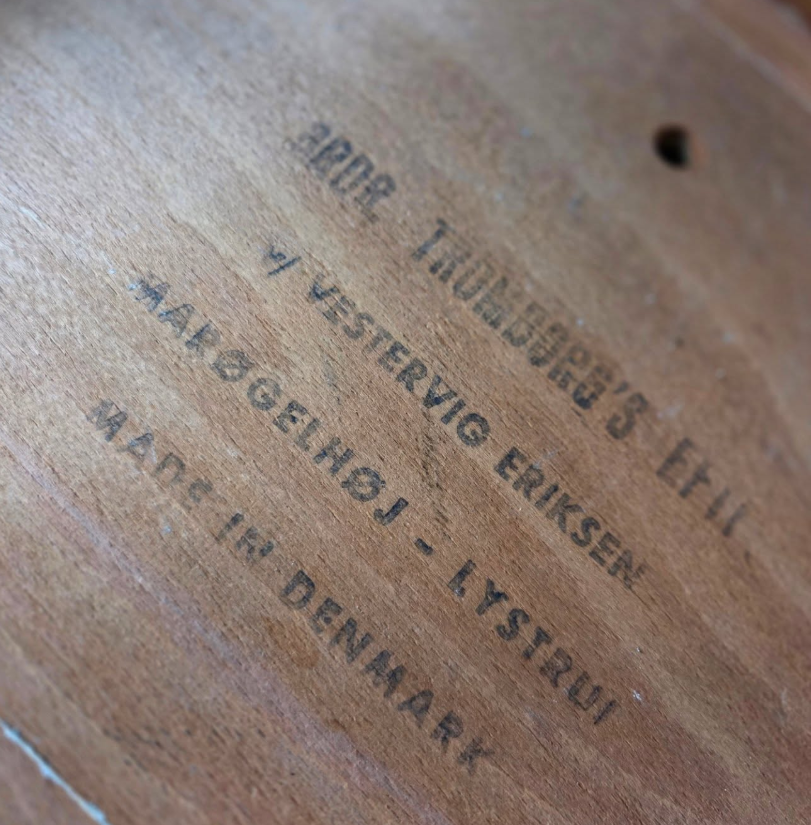 BRDR TROMBORG'S EFTF.
v/ VESTERVIG ERIKSEN
MARØGELHØJ - LYSTRUP
MADE IN DENMARK